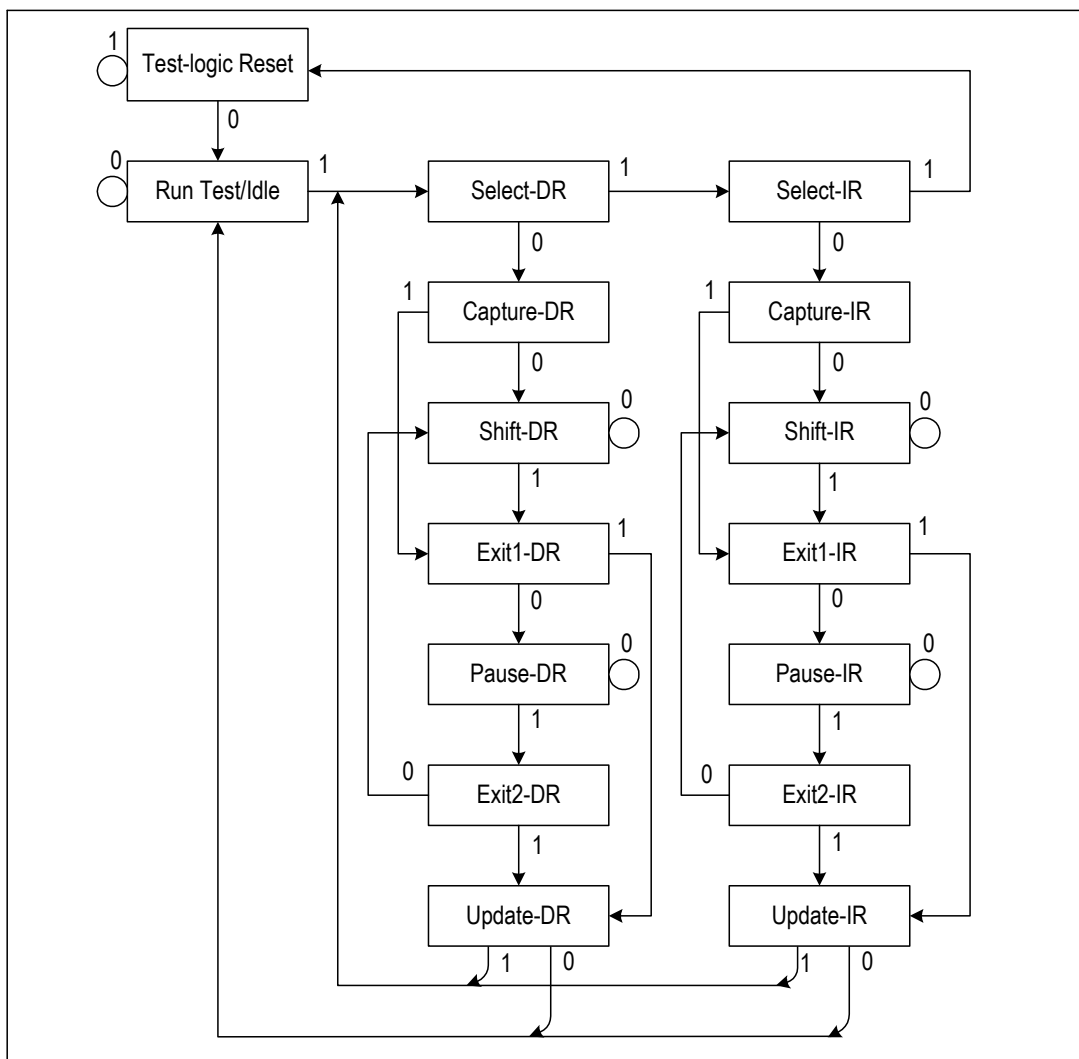 1
Test-logic Reset
0
0
Run Test/Idle
1
Select-DR
1
Select-IR
1
0
0
1
Capture-DR
1
Capture-IR
0
0
Shift-DR
0
Shift-IR
0
1
1
Exit1-DR
1
Exit1-IR
1
0
0
Pause-DR
0
Pause-IR
0
1
1
0
Exit2-DR
0
Exit2-IR
1
1
Update-DR
Update-IR
1
0
1
0